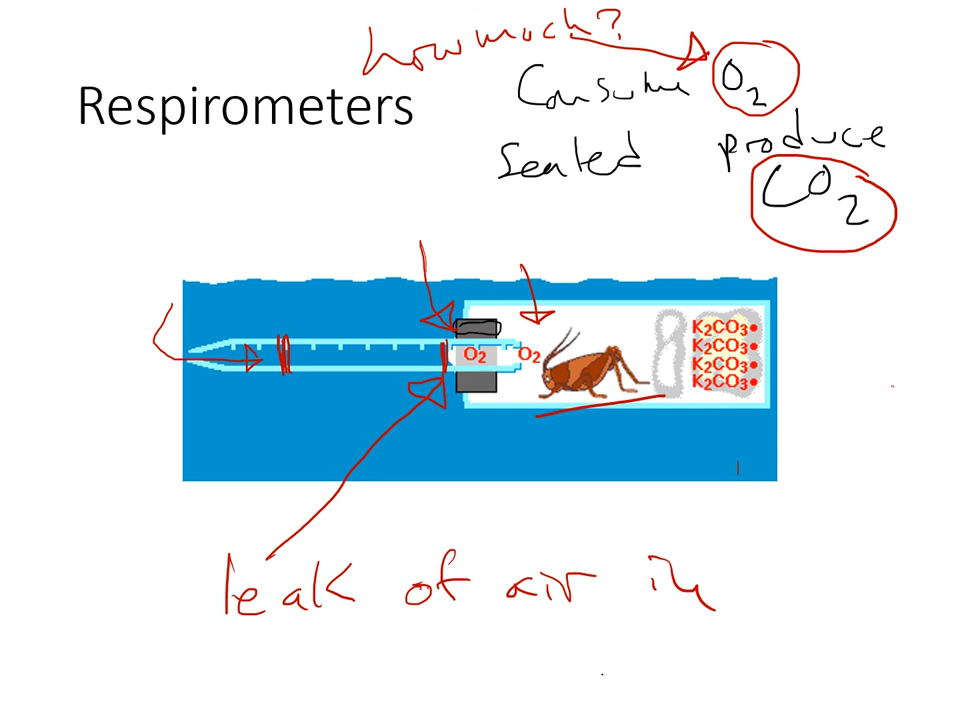 how much?
Consume O2
Respirometers
Sealed
produce
CO2
O2 O2
K2CO3•
K2CO3•
K2CO3•
K2CO3•
leak of air in